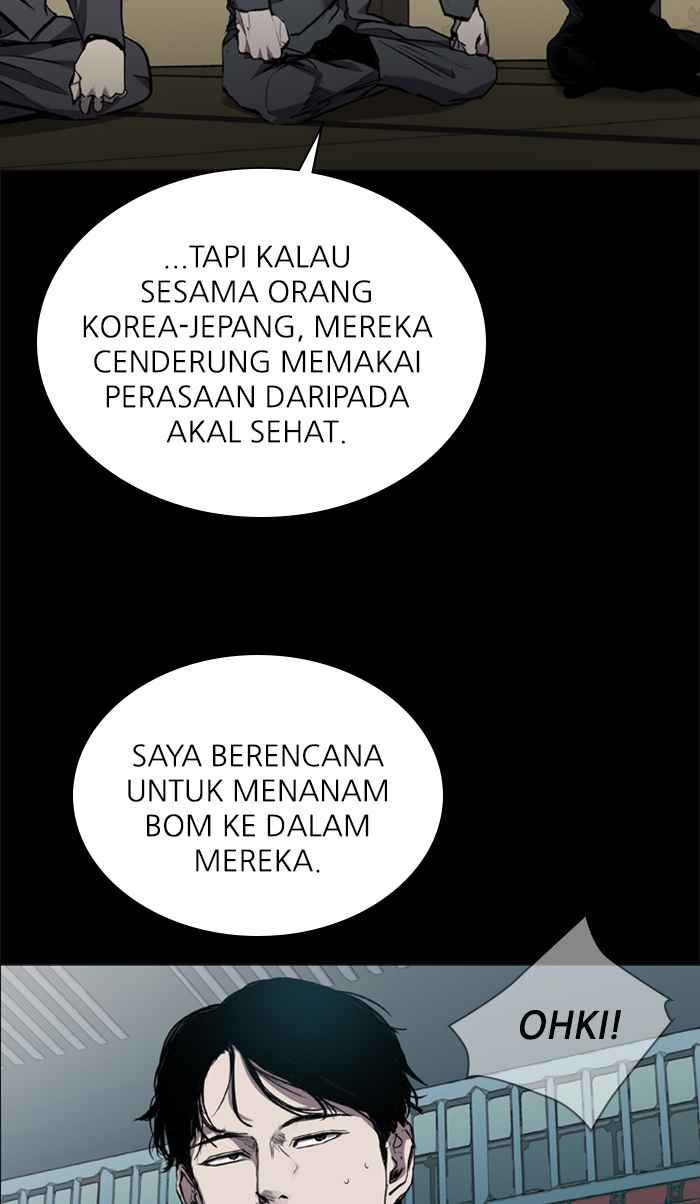 ...TAPI KALAU
SESAMA ORANG
KOREA-JEPANG, MEREKA
CENDERUNG MEMAKAI
PERASAAN DARIPADA
AKAL SEHAT.
SAYA BERENCANA
UNTUK MENANAM
BOM KE DALAM
MEREKA.
OHKI!